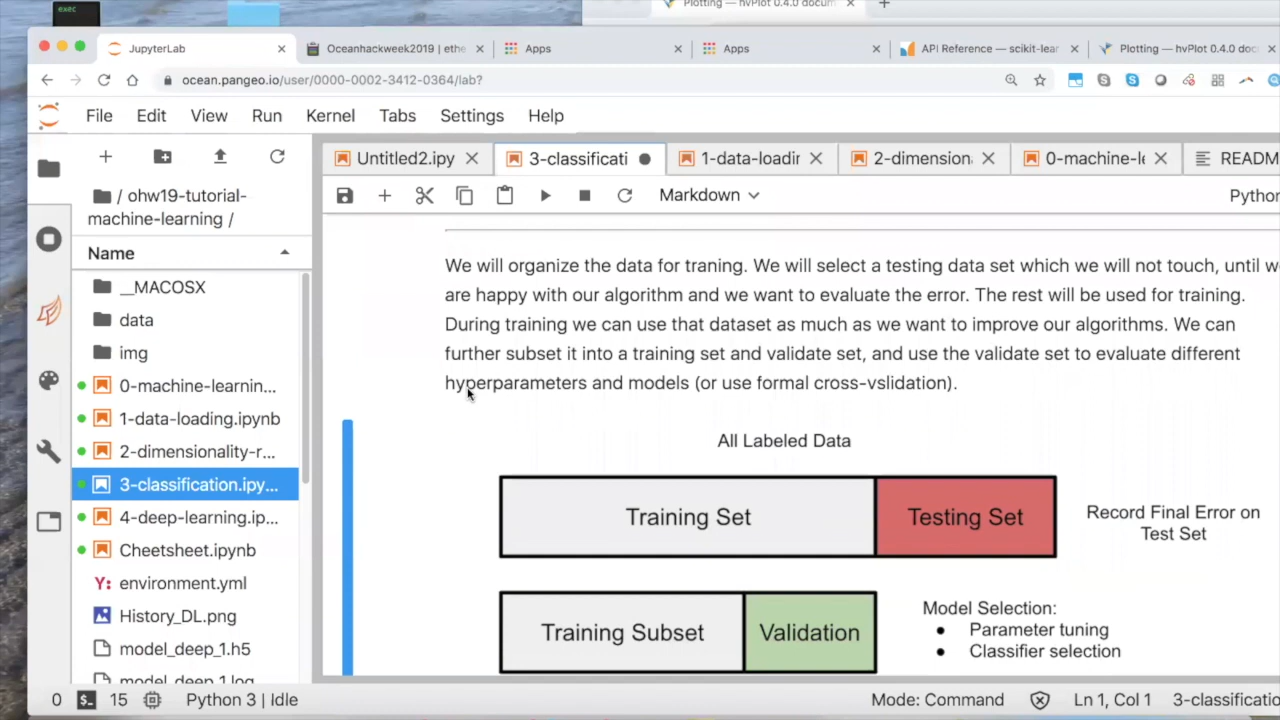 exec
Plotting — hvPlot 0.4.0 docum
JupyterLab
Oceanhackweek2019 | ethe
Apps
Apps
API Reference — scikit-lear
Plotting — hvPlot 0.4.0 doc
ocean.pangeo.io/user/0000-0002-3412-0364/lab?
File Edit View Run Kernel Tabs Settings Help
/ ohw19-tutorial-
machine-learning /
Name
__MACOSX
data
img
0-machine-learnin...
1-data-loading.ipynb
2-dimensionality-r...
3-classification.ipy...
4-deep-learning.ip...
Cheetsheet.ipynb
Y: environment.yml
History_DL.png
model_deep_1.h5
model_deep_1.log
Untitled2.ipy
3-classificati
1-data-loadir
2-dimension
0-machine-le
README
Markdown
Python
We will organize the data for traning. We will select a testing data set which we will not touch, until we
are happy with our algorithm and we want to evaluate the error. The rest will be used for training.
During training we can use that dataset as much as we want to improve our algorithms. We can
further subset it into a training set and validate set, and use the validate set to evaluate different
hyperparameters and models (or use formal cross-vslidation).
All Labeled Data
Training Set
Testing Set
Record Final Error on
Test Set
Training Subset
Validation
Model Selection:
● Parameter tuning
● Classifier selection
0 $_ 15 Python 3 | Idle
Mode: Command
Ln 1, Col 1
3-classificatio